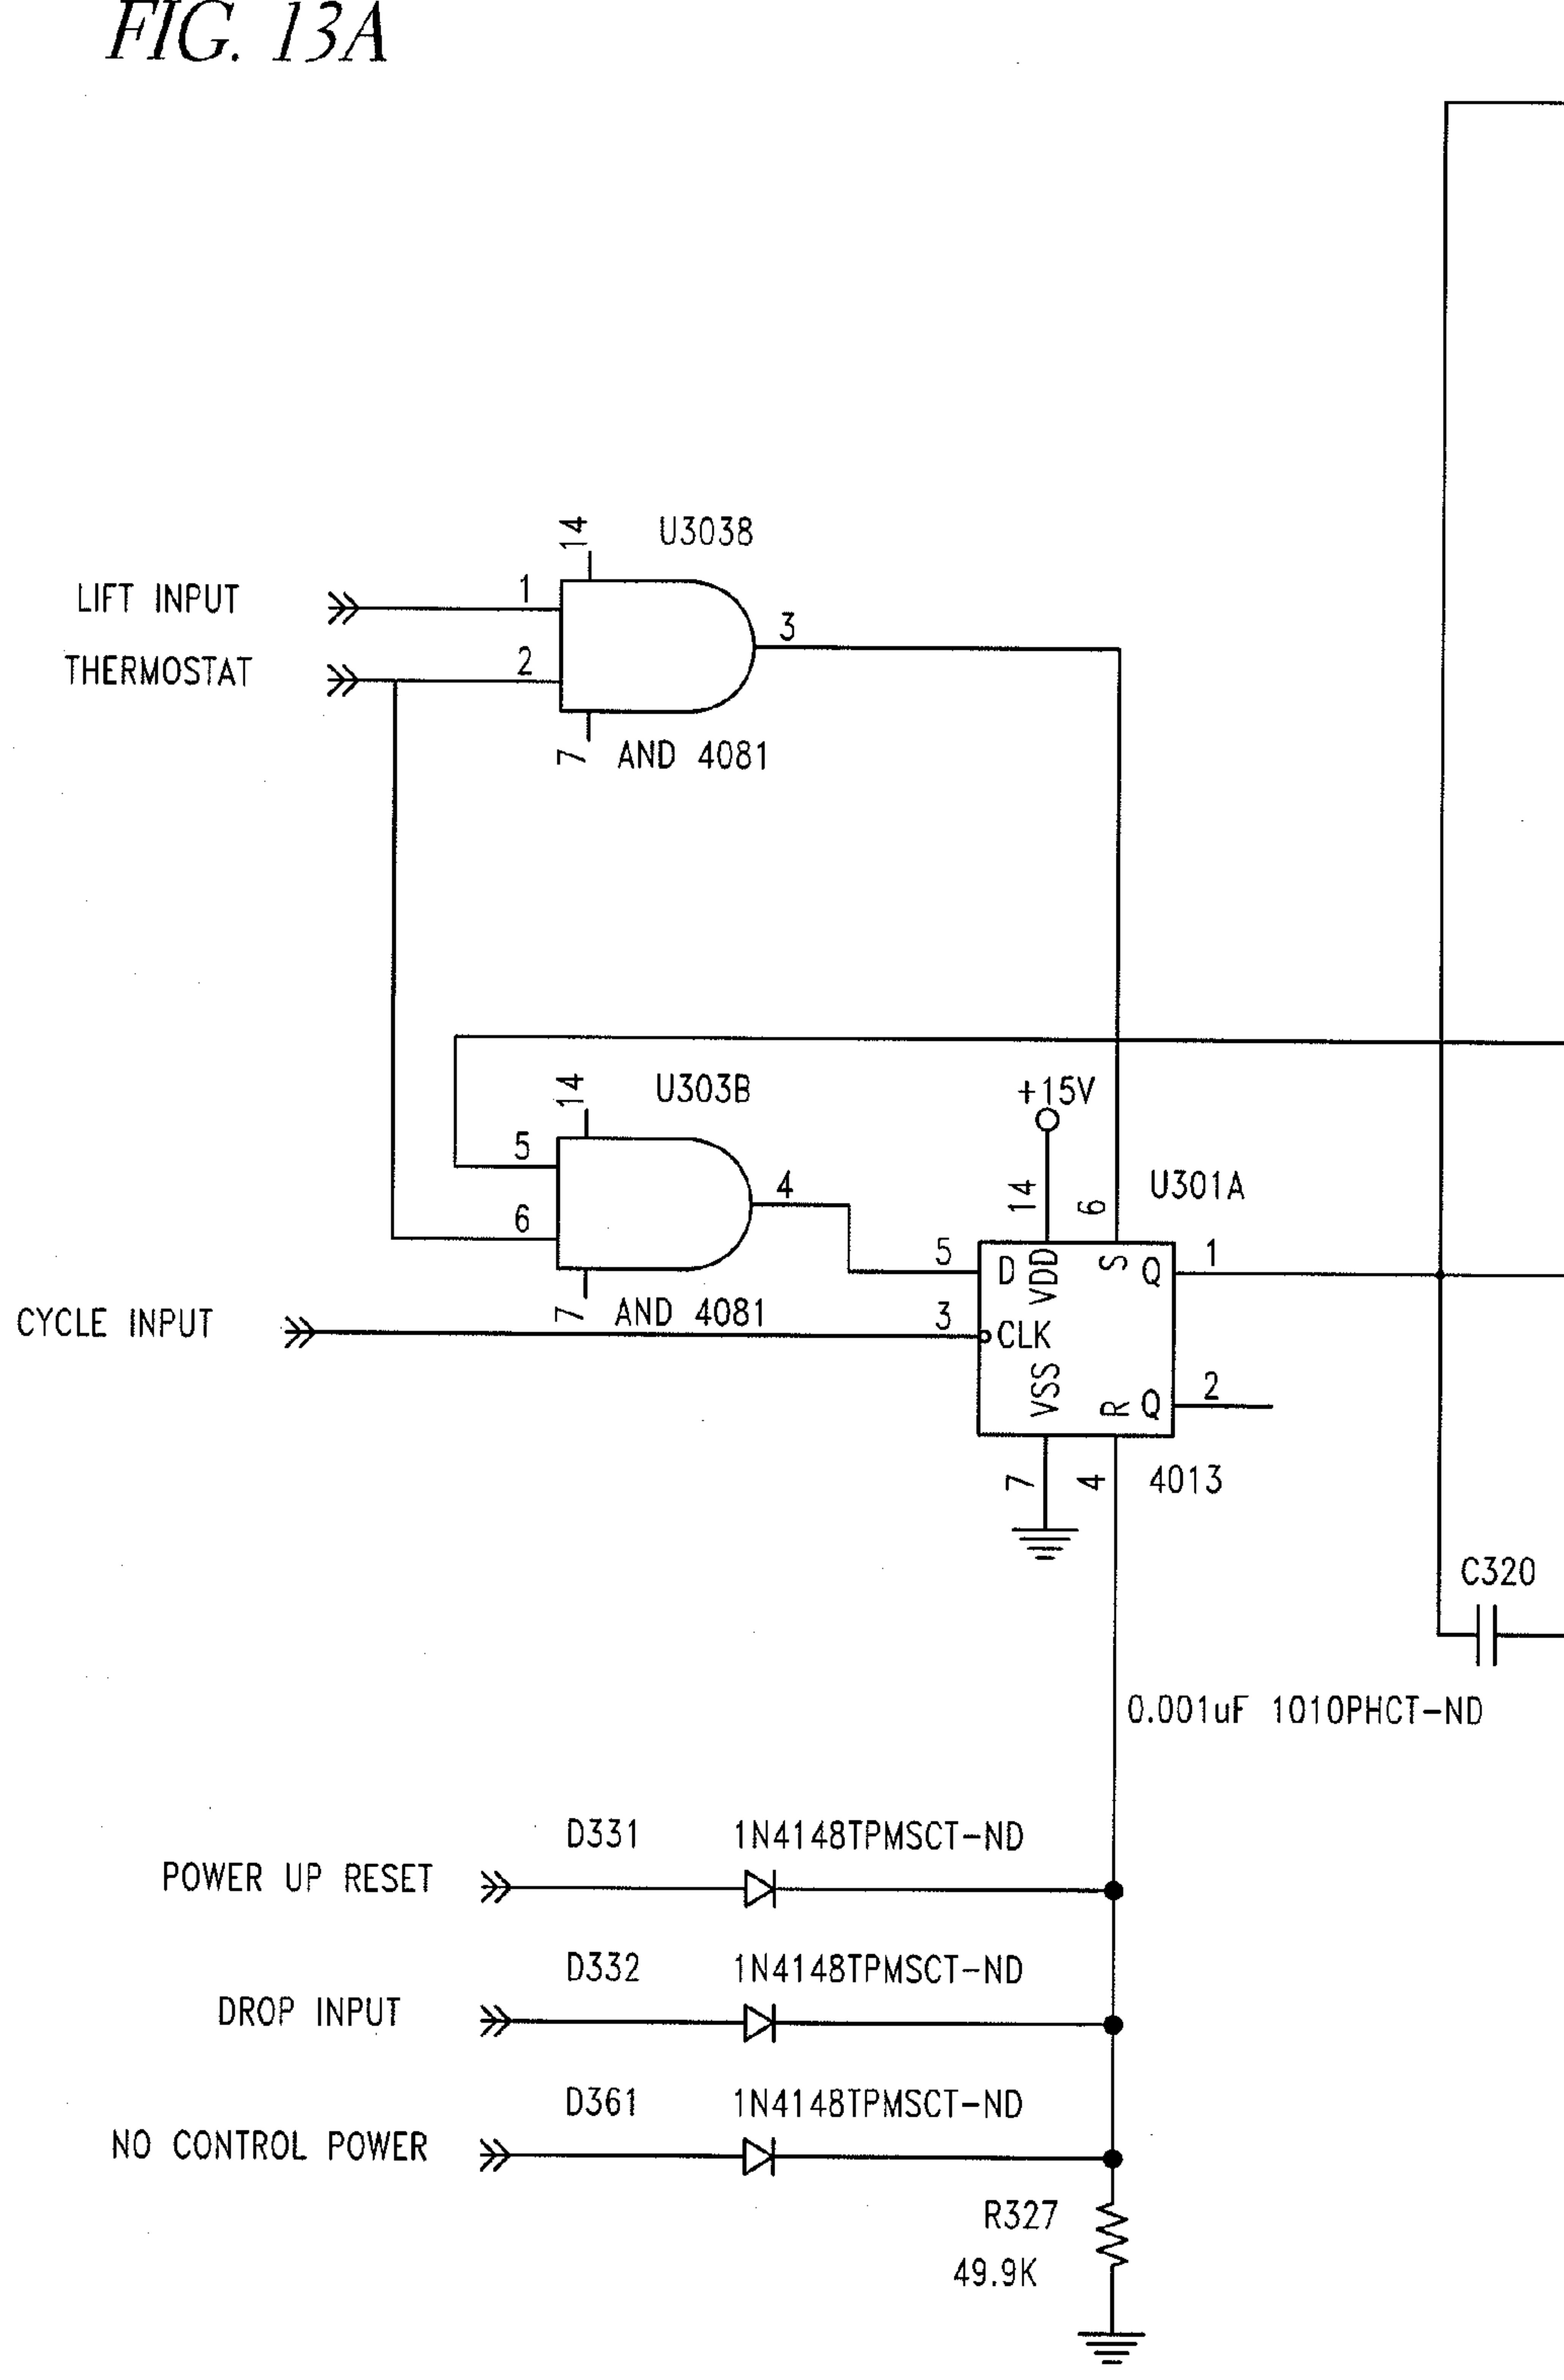 FIG. 13A
14
U3038
LIFT INPUT
1
3
THERMOSTAT
2
7
AND 4081
14
U303B
+15V
5
4
14
6
U301A
6
5
D
VDD
S
Q
1
7
AND 4081
CYCLE INPUT
3
CLK
VSS
R
Q
2
7
4
4013
C320
0.001uF 1010PHCT-ND
D331
1N4148TPMSCT-ND
POWER UP RESET
D332
1N4148TPMSCT-ND
DROP INPUT
D361
1N4148TPMSCT-ND
NO CONTROL POWER
R327
49.9K